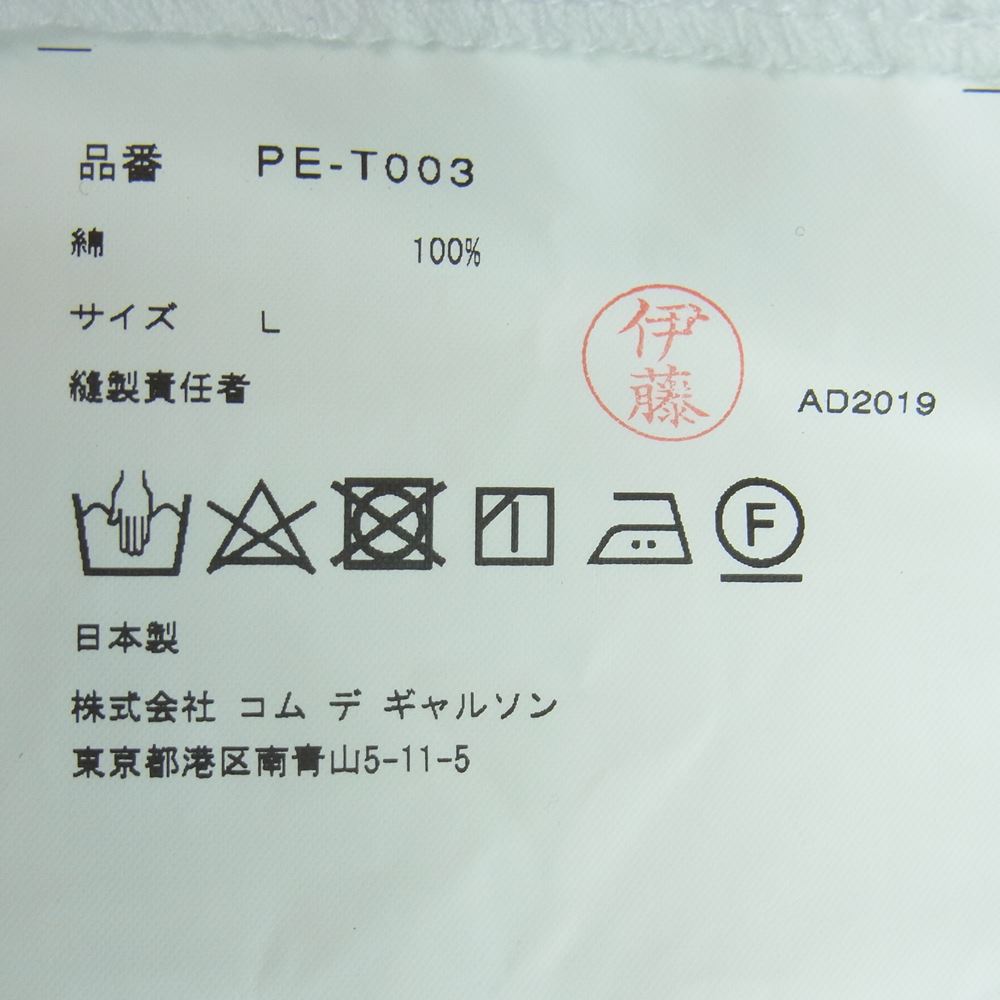 品番 PE-T003
綿 100%
サイズ L
縫製責任者
伊
藤
AD2019
F
日本製
株式会社 コム デ ギャルソン
東京都港区南青山5-11-5